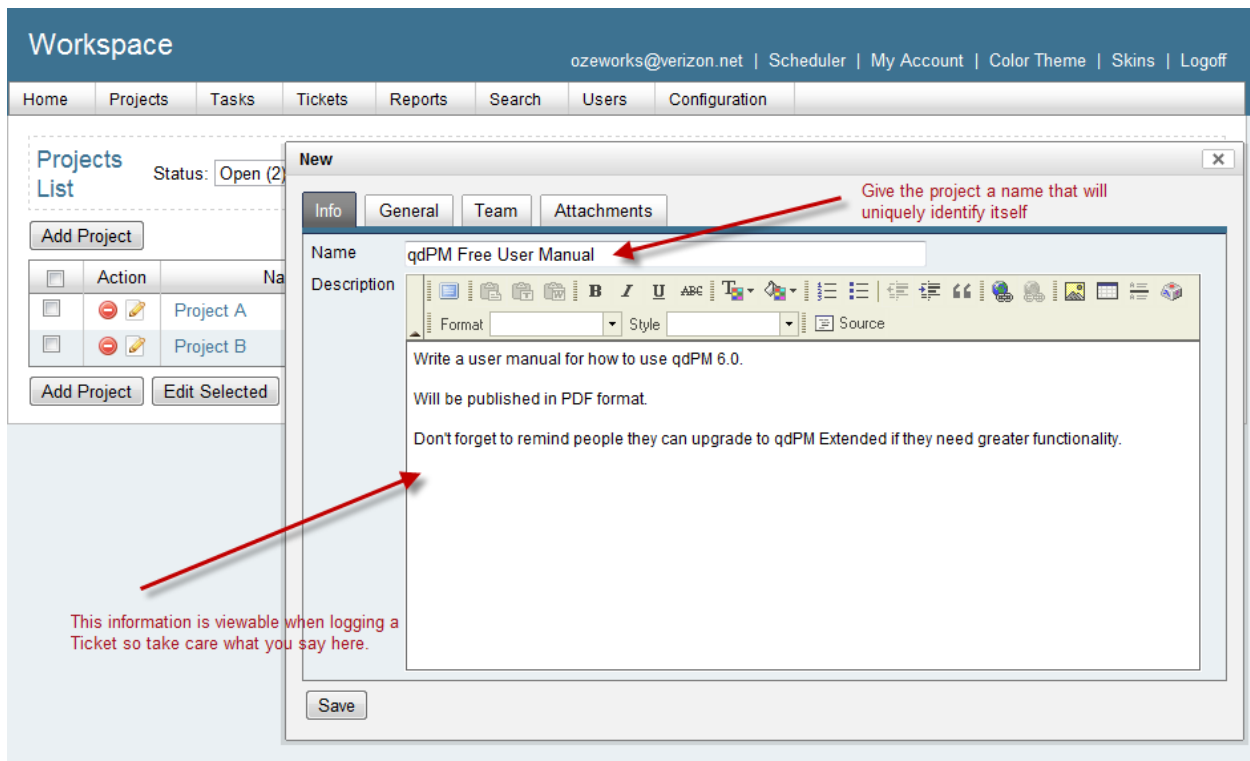 Workspace
ozeworks@verizon.net | Scheduler | My Account | Color Theme | Skins | Logoff
Home Projects Tasks Tickets Reports Search Users Configuration
Projects
List
Status: Open (2)
Add Project
Action Na
Project A
Project B
Add Project Edit Selected
New
Info General Team Attachments
Give the project a name that will
uniquely identify itself
Name qdPM Free User Manual
Description
B I U ABC
Format Style Source
Write a user manual for how to use qdPM 6.0.
Will be published in PDF format.
Don't forget to remind people they can upgrade to qdPM Extended if they need greater functionality.
This information is viewable when logging a
Ticket so take care what you say here.
Save